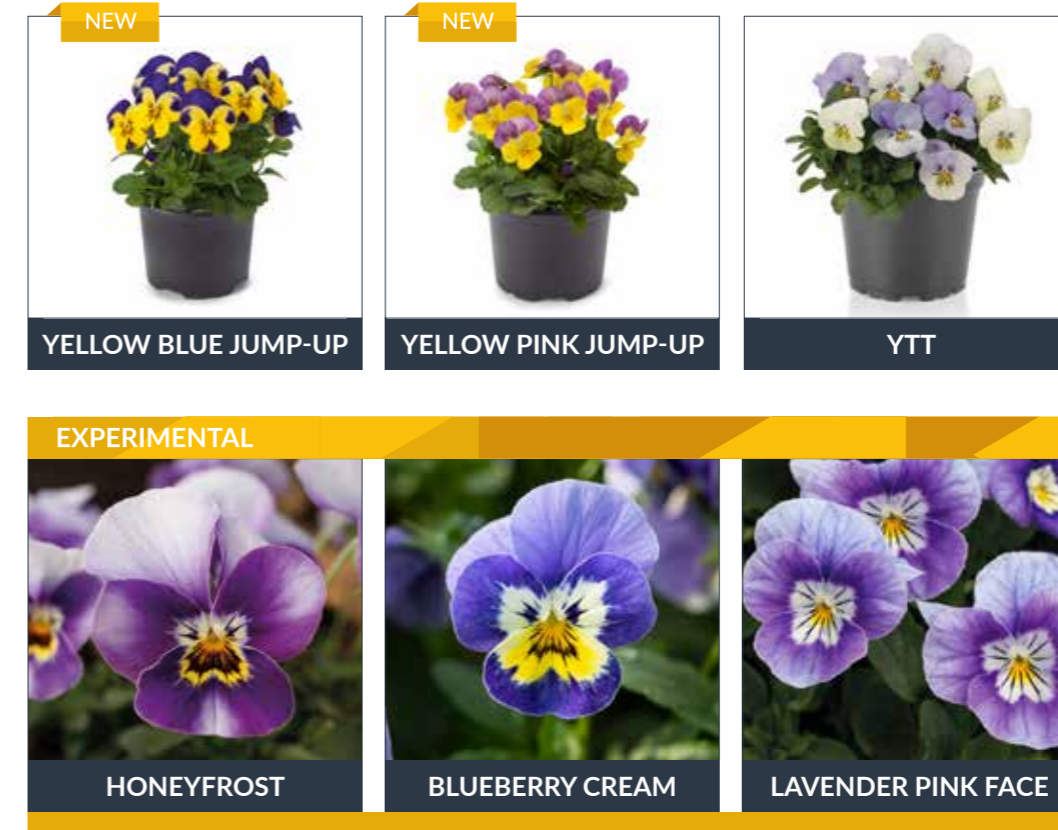 NEW
NEW
YELLOW BLUE JUMP-UP
YELLOW PINK JUMP-UP
YTT
EXPERIMENTAL
HONEYFROST
BLUEBERRY CREAM
LAVENDER PINK FACE